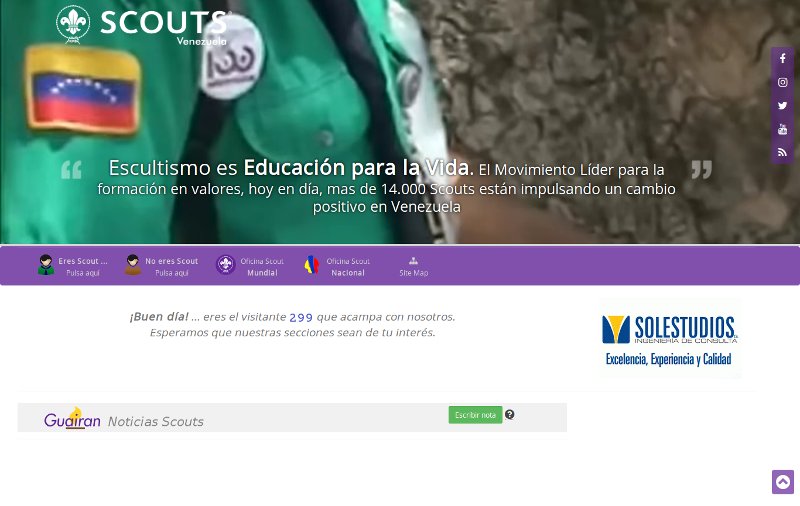 SCOUTS®
Venezuela
100
“ Escultismo es Educación para la Vida. El Movimiento Líder para la ”
formación en valores, hoy en día, mas de 14.000 Scouts están impulsando un cambio
positivo en Venezuela
Eres Scout ...
Pulsa aquí
No eres Scout
Pulsa aquí
Oficina Scout
Mundial
Oficina Scout
Nacional
Site Map
¡Buen día! ... eres el visitante 299 que acampa con nosotros.
Esperamos que nuestras secciones sean de tu interés.
SOLESTUDIOS
INGENIERÍA DE CONSULTA
Excelencia, Experiencia y Calidad
Guairan Noticias Scouts
Escribir nota ?